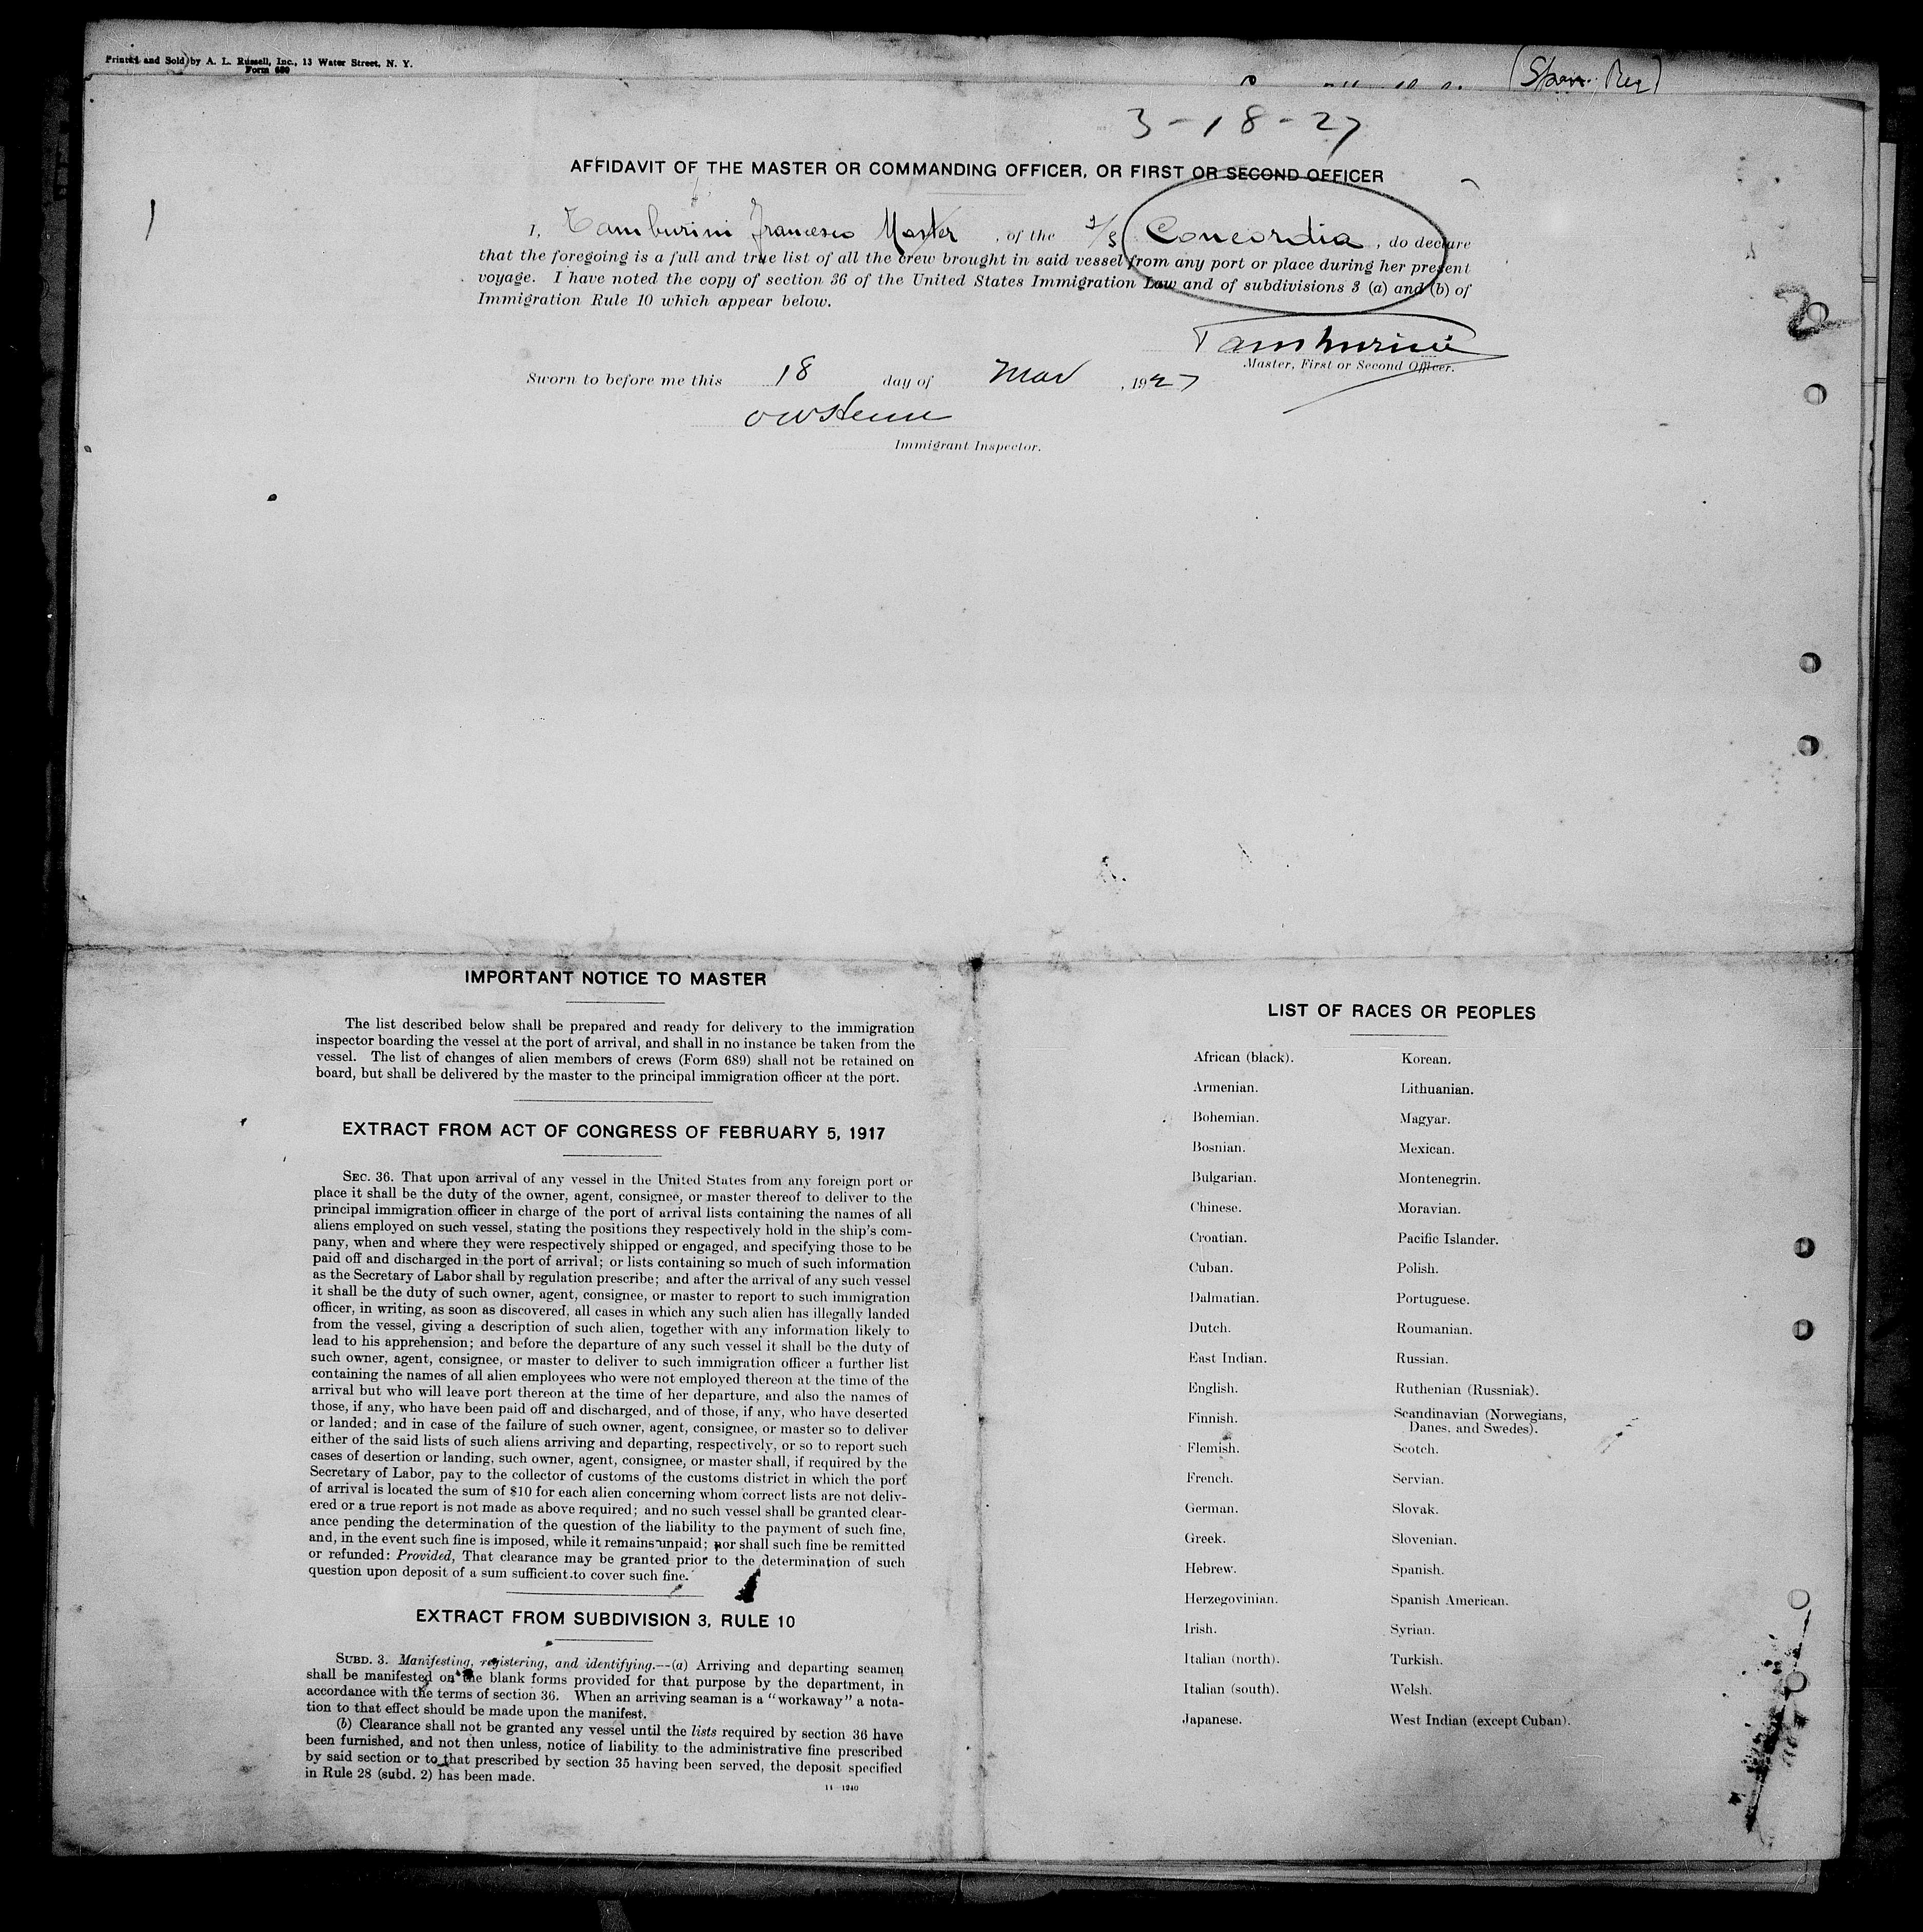 Printed and Sold by A. L. Russell, Inc., 13 Water Street, N. Y.
Form 680
(Span. Reg)
3-18-27
AFFIDAVIT OF THE MASTER OR COMMANDING OFFICER, OR FIRST OR SECOND OFFICER
I, Tamburini Francesco Master, of the S/S Concordia, do declare
that the foregoing is a full and true list of all the crew brought in said vessel from any port or place during her present
voyage. I have noted the copy of section 36 of the United States Immigration Law and of subdivisions 3 (a) and (b) of
Immigration Rule 10 which appear below.
Tamburini
Master, First or Second Officer.
Sworn to before me this 18 day of Mar, 1927
Immigrant Inspector.
IMPORTANT NOTICE TO MASTER
The list described below shall be prepared and ready for delivery to the immigration
inspector boarding the vessel at the port of arrival, and shall in no instance be taken from the
vessel. The list of changes of alien members of crews (Form 689) shall not be retained on
board, but shall be delivered by the master to the principal immigration officer at the port.
EXTRACT FROM ACT OF CONGRESS OF FEBRUARY 5, 1917
SEC. 36. That upon arrival of any vessel in the United States from any foreign port or
place it shall be the duty of the owner, agent, consignee, or master thereof to deliver to the
principal immigration officer in charge of the port of arrival lists containing the names of all
aliens employed on such vessel, stating the positions they respectively hold in the ship's com-
pany, when and where they were respectively shipped or engaged, and specifying those to be
paid off and discharged in the port of arrival; or lists containing so much of such information
as the Secretary of Labor shall by regulation prescribe; and after the arrival of any such vessel
it shall be the duty of such owner, agent, consignee, or master to report to such immigration
officer, in writing, as soon as discovered, all cases in which any such alien has illegally landed
from the vessel, giving a description of such alien, together with any information likely to
lead to his apprehension; and before the departure of any such vessel it shall be the duty of
such owner, agent, consignee, or master to deliver to such immigration officer a further list
containing the names of all alien employees who were not employed thereon at the time of the
arrival but who will leave port thereon at the time of her departure, and also the names of
those, if any, who have been paid off and discharged, and of those, if any, who have deserted
or landed; and in case of the failure of such owner, agent, consignee, or master so to deliver
either of the said lists of such aliens arriving and departing, respectively, or so to report such
cases of desertion or landing, such owner, agent, consignee, or master shall, if required by the
Secretary of Labor, pay to the collector of customs of the customs district in which the port
of arrival is located the sum of $10 for each alien concerning whom correct lists are not deliv-
ered or a true report is not made as above required; and no such vessel shall be granted clear-
ance pending the determination of the question of the liability to the payment of such fine,
and, in the event such fine is imposed, while it remains unpaid; nor shall such fine be remitted
or refunded: Provided, That clearance may be granted prior to the determination of such
question upon deposit of a sum sufficient to cover such fine.
EXTRACT FROM SUBDIVISION 3, RULE 10
SUBD. 3. Manifesting, registering, and identifying.--(a) Arriving and departing seamen
shall be manifested on the blank forms provided for that purpose by the department, in
accordance with the terms of section 36. When an arriving seaman is a "workaway" a nota-
tion to that effect should be made upon the manifest.
(b) Clearance shall not be granted any vessel until the lists required by section 36 have
been furnished, and not then unless, notice of liability to the administrative fine prescribed
by said section or to that prescribed by section 35 having been served, the deposit specified
in Rule 28 (subd. 2) has been made.
11—1240
LIST OF RACES OR PEOPLES
African (black).
Armenian.
Bohemian.
Bosnian.
Bulgarian.
Chinese.
Croatian.
Cuban.
Dalmatian.
Dutch.
East Indian.
English.
Finnish.
Flemish.
French.
German.
Greek.
Hebrew.
Herzegovinian.
Irish.
Italian (north).
Italian (south).
Japanese.
Korean.
Lithuanian.
Magyar.
Mexican.
Montenegrin.
Moravian.
Pacific Islander.
Polish.
Portuguese.
Roumanian.
Russian.
Ruthenian (Russniak).
Scandinavian (Norwegians,
Danes, and Swedes).
Scotch.
Servian.
Slovak.
Slovenian.
Spanish.
Spanish American.
Syrian.
Turkish.
Welsh.
West Indian (except Cuban).